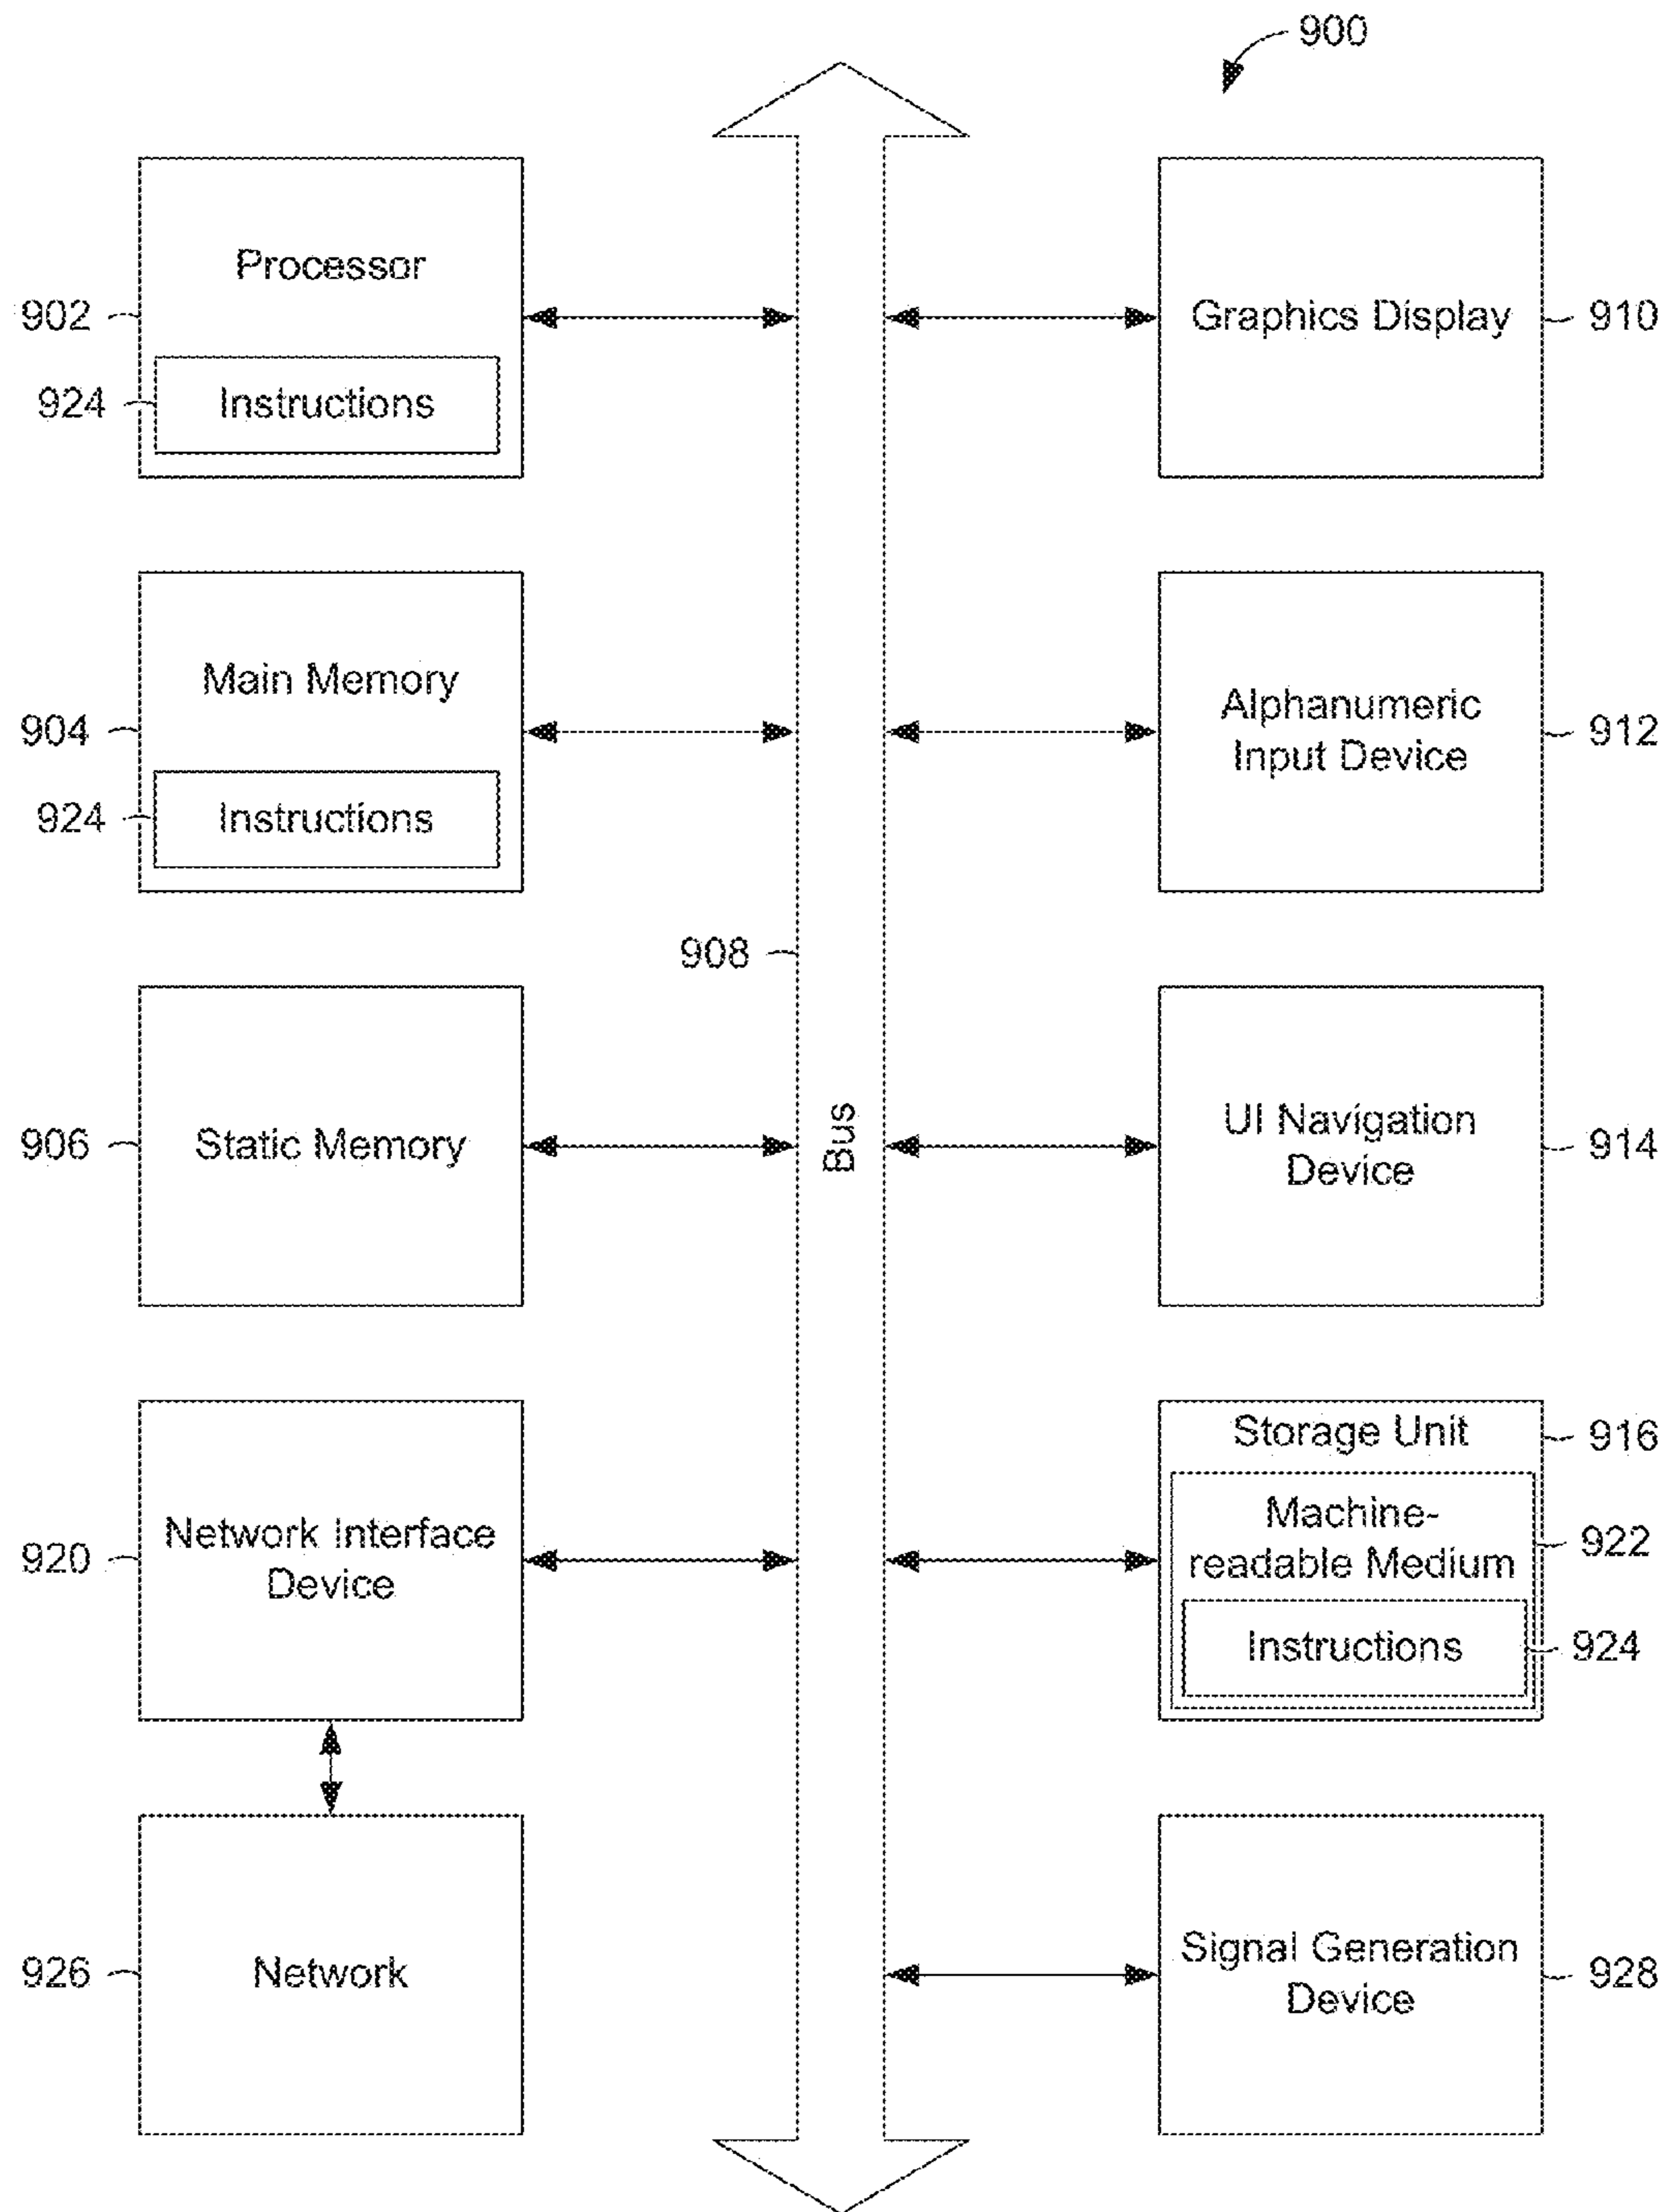 900
Processor
902
924
Instructions
Graphics Display
910
Main Memory
904
924
Instructions
Alphanumeric
Input Device
912
908
Bus
906
Static Memory
UI Navigation
Device
914
920
Network Interface
Device
Storage Unit
916
Machine-
readable Medium
922
Instructions
924
926
Network
Signal Generation
Device
928